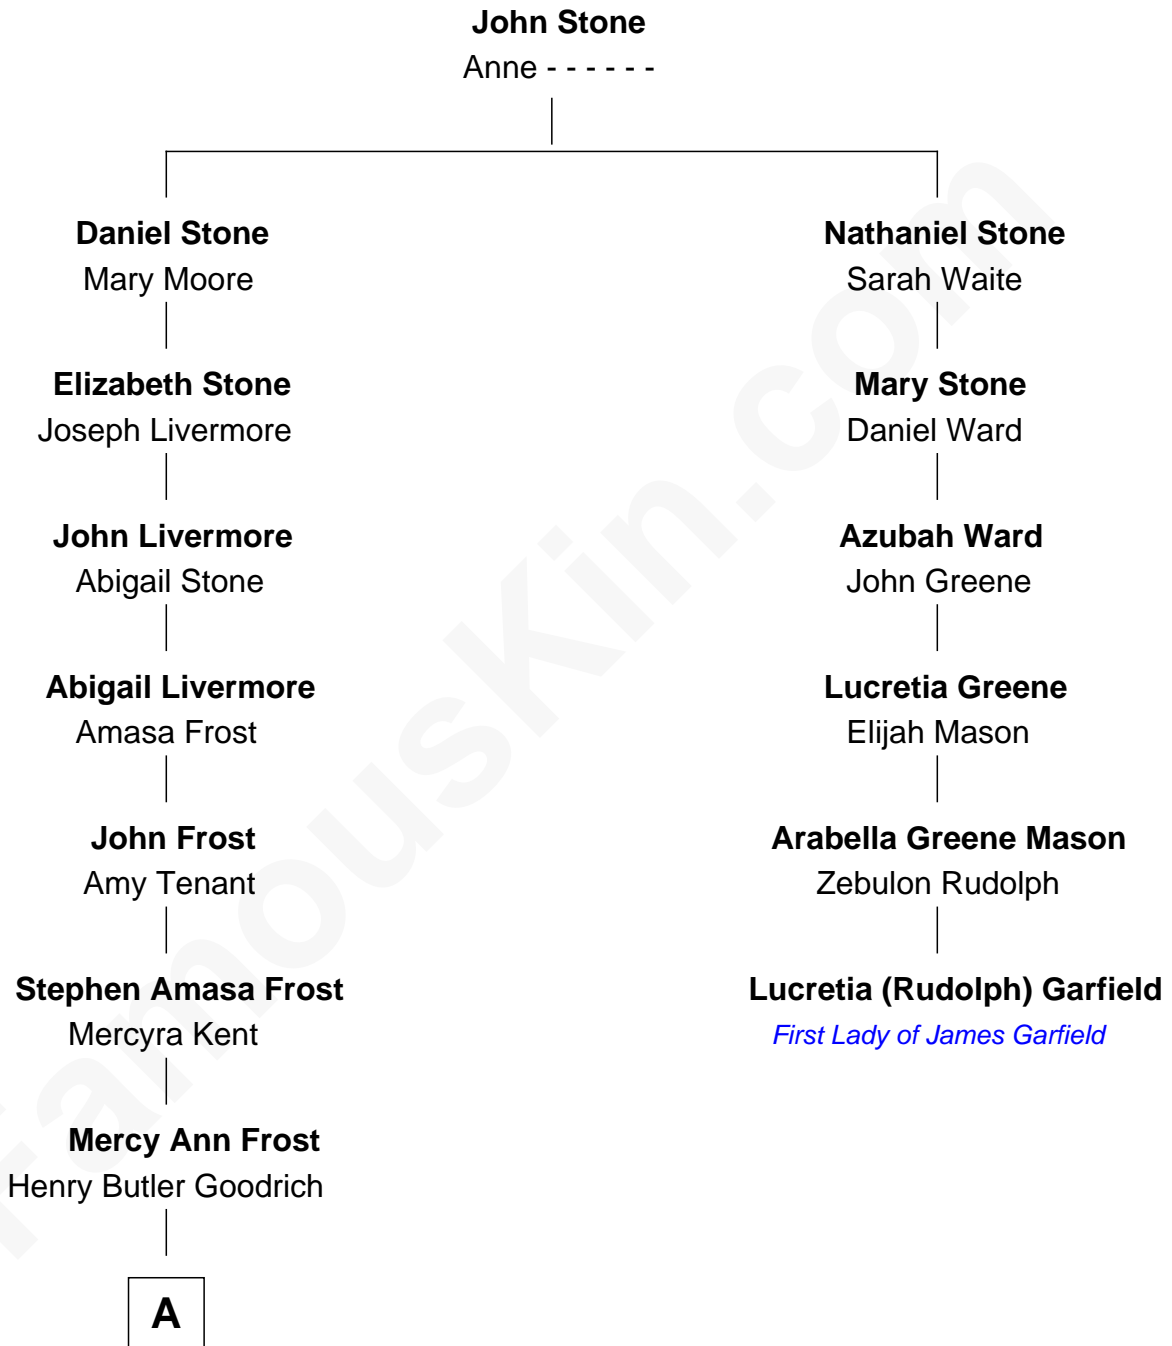 John Stone
Anne - - - - - -
Daniel Stone
Mary Moore
Nathaniel Stone
Sarah Waite
Elizabeth Stone
Joseph Livermore
Mary Stone
Daniel Ward
John Livermore
Abigail Stone
Azubah Ward
John Greene
Abigail Livermore
Amasa Frost
Lucretia Greene
Elijah Mason
John Frost
Amy Tenant
Arabella Greene Mason
Zebulon Rudolph
Stephen Amasa Frost
Mercyra Kent
Lucretia (Rudolph) Garfield
First Lady of James Garfield
Mercy Ann Frost
Henry Butler Goodrich
A
FamousKin.com